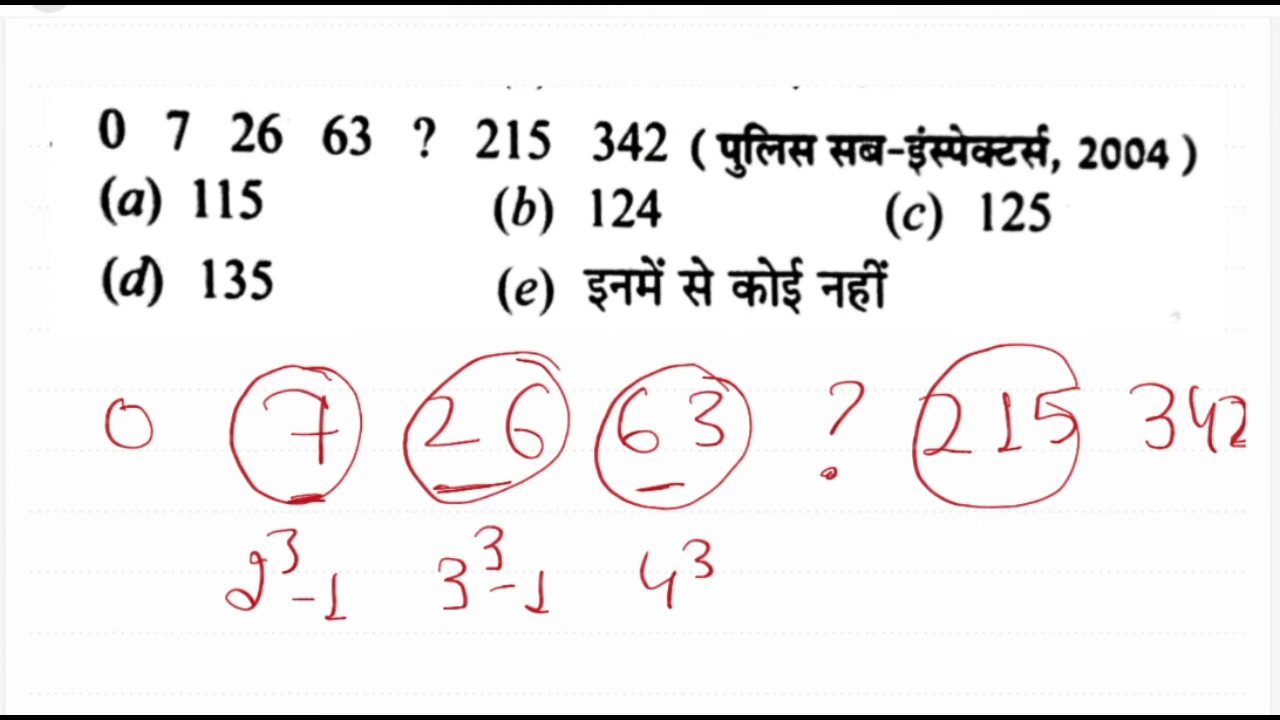 0 7 26 63 ? 215 342 ( पुलिस सब-इंस्पेक्टर्स, 2004 )
(a) 115 (b) 124 (c) 125
(d) 135 (e) इनमें से कोई नहीं
0 7 26 63 ? 215 342
2³-1 3³-1 4³